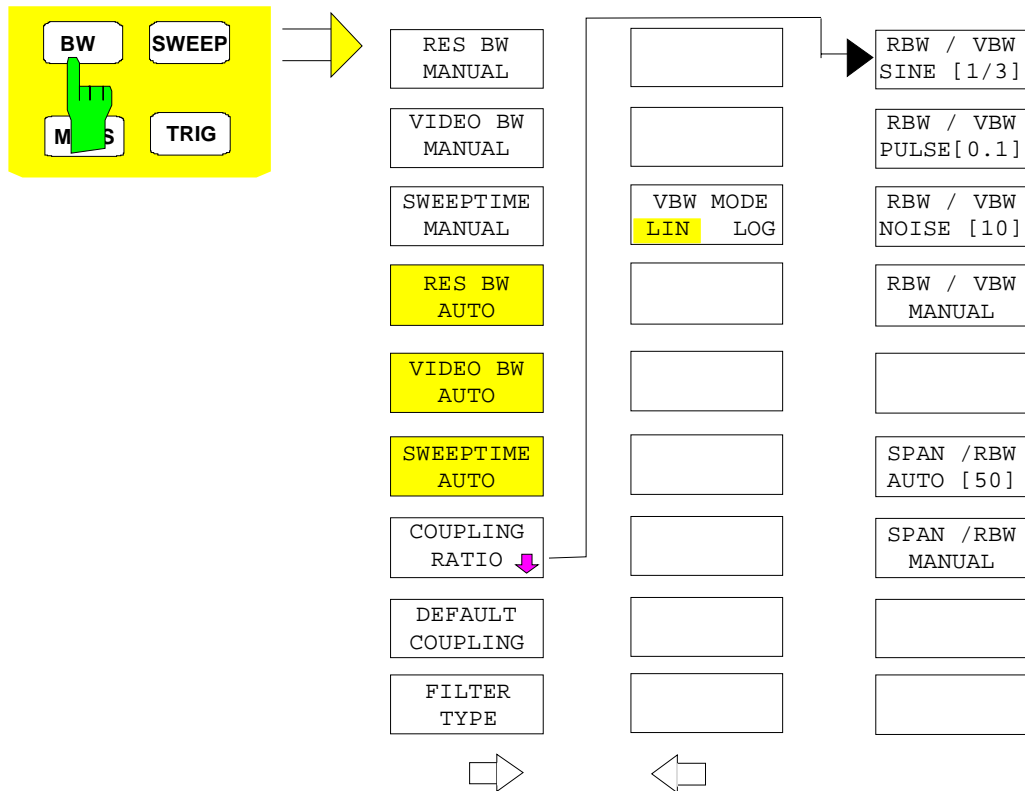 BW
SWEEP
TRIG
RES BW
MANUAL
VIDEO BW
MANUAL
SWEEPTIME
MANUAL
RES BW
AUTO
VIDEO BW
AUTO
SWEEPTIME
AUTO
COUPLING
RATIO
DEFAULT
COUPLING
FILTER
TYPE
VBW MODE
LIN LOG
RBW / VBW
SINE [1/3]
RBW / VBW
PULSE[0.1]
RBW / VBW
NOISE [10]
RBW / VBW
MANUAL
SPAN /RBW
AUTO [50]
SPAN /RBW
MANUAL